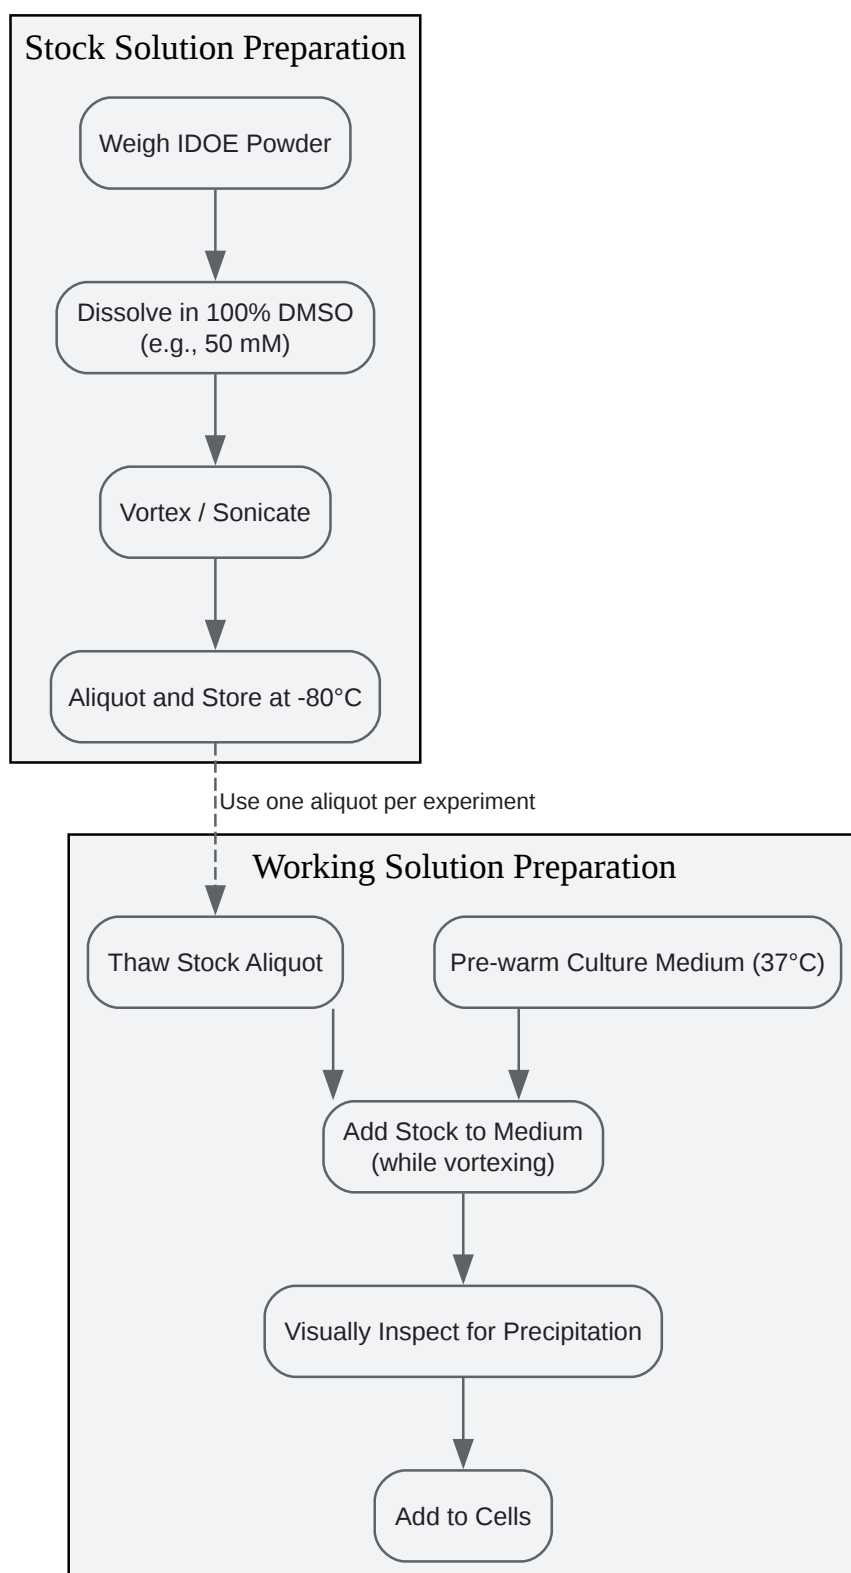 Stock Solution Preparation
Weigh IDOE Powder
Dissolve in 100% DMSO
(e.g., 50 mM)
Vortex / Sonicate
Aliquot and Store at -80°C
Use one aliquot per experiment
Working Solution Preparation
Thaw Stock Aliquot
Pre-warm Culture Medium (37°C)
Add Stock to Medium
(while vortexing)
Visually Inspect for Precipitation
Add to Cells